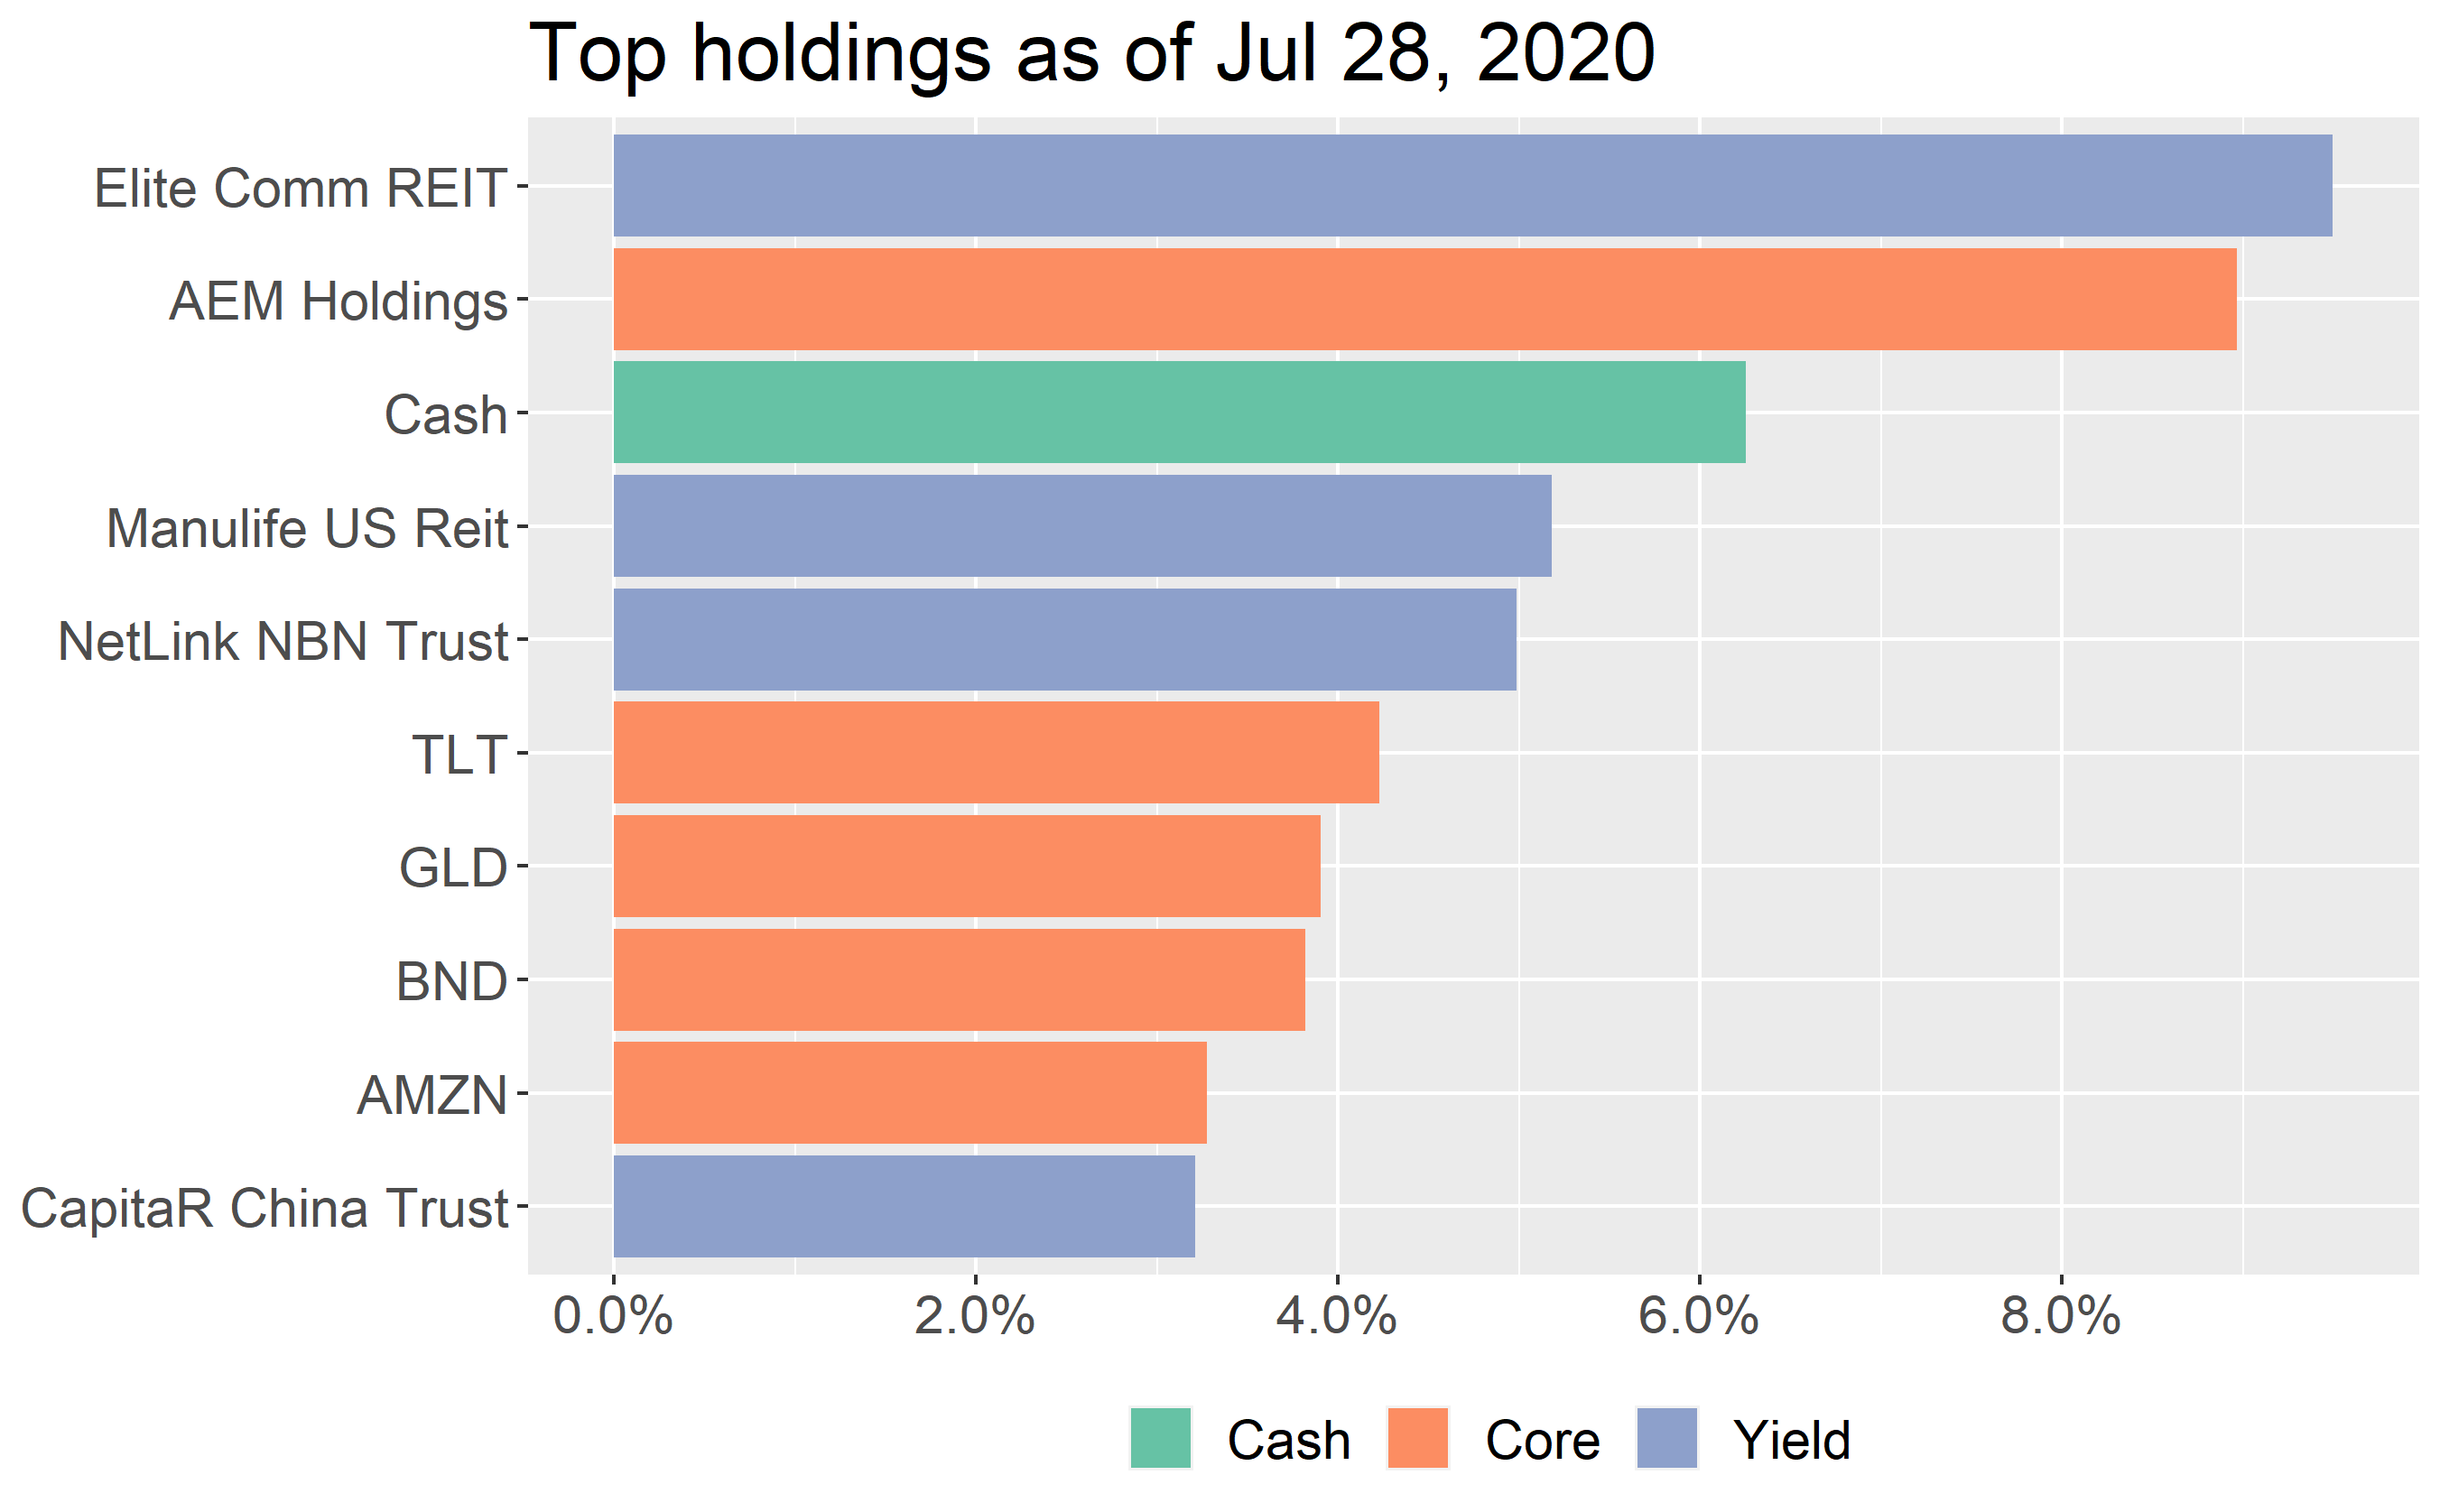 Top holdings as of Jul 28, 2020
Elite Comm REIT
AEM Holdings
Cash
Manulife US Reit
NetLink NBN Trust
TLT
GLD
BND
AMZN
CapitaR China Trust
0.0% 2.0% 4.0% 6.0% 8.0%
Cash Core Yield